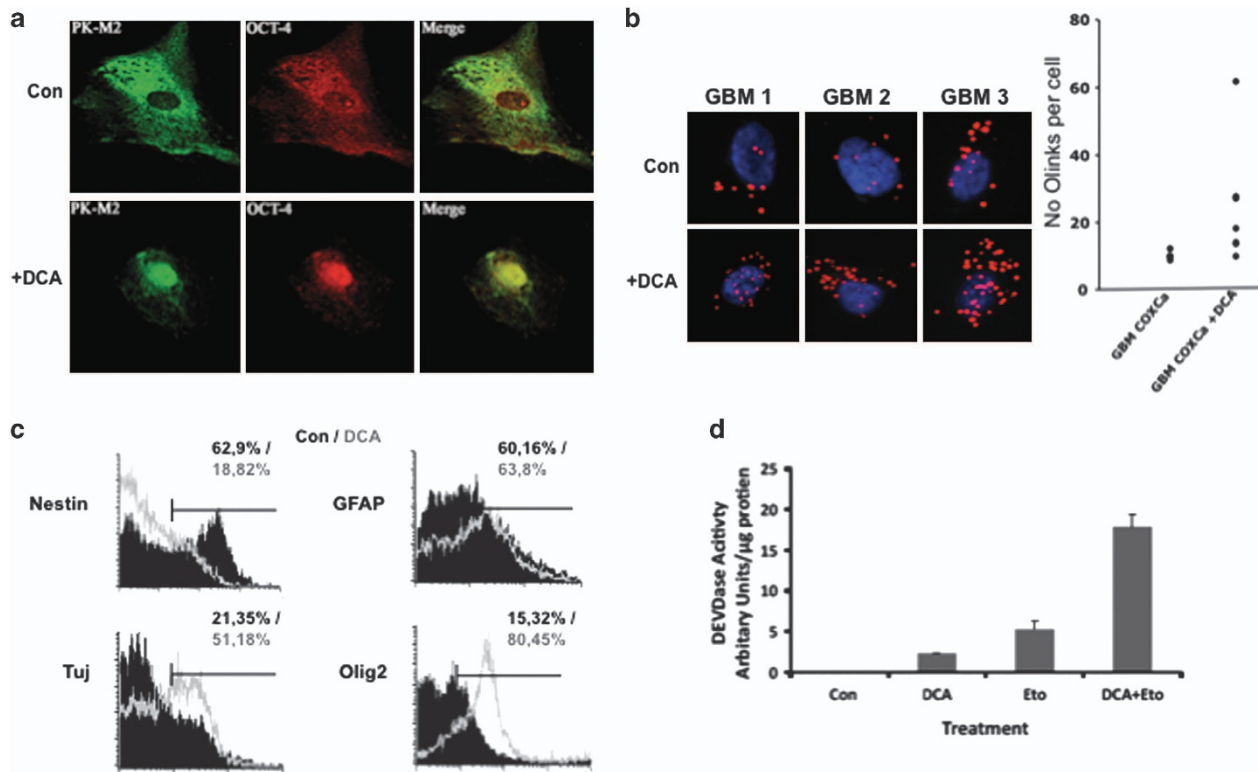 a
PK-M2
OCT-4
Merge
Con
PK-M2
OCT-4
Merge
+DCA
b
GBM 1
GBM 2
GBM 3
Con
+DCA
80
60
40
20
0
No Olinks per cell
GBM COXCa
GBM COXCa +DCA
c
Con / DCA
62,9% /
18,82%
Nestin
60,16% /
63,8%
GFAP
21,35% /
51,18%
Tuj
15,32% /
80,45%
Olig2
d
DEVDase Acitivty
Arbitary Units/µg protien
25
20
15
10
5
0
Con
DCA
Eto
DCA+Eto
Treatment